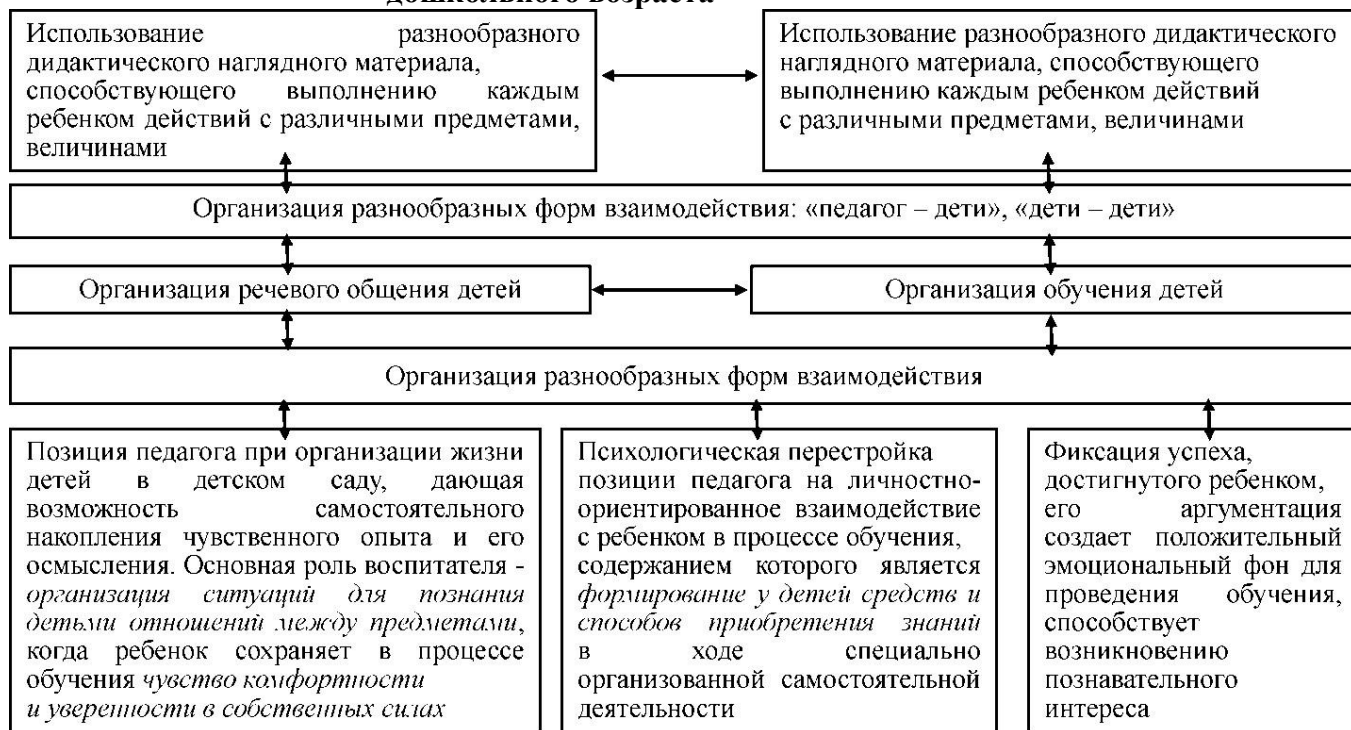 дошкольного возраста
Использование разнообразного
дидактического наглядного материала,
способствующего выполнению каждым
ребенком действий с различными предметами,
величинами
Использование разнообразного дидактического
наглядного материала, способствующего
выполнению каждым ребенком действий
с различными предметами, величинами
Организация разнообразных форм взаимодействия: «педагог – дети», «дети – дети»
Организация речевого общения детей
Организация обучения детей
Организация разнообразных форм взаимодействия
Позиция педагога при организации жизни
детей в детском саду, дающая
возможность самостоятельного
накопления чувственного опыта и его
осмысления. Основная роль воспитателя -
организация ситуаций для познания
детьми отношений между предметами,
когда ребенок сохраняет в процессе
обучения чувство комфортности
и уверенности в собственных силах
Психологическая перестройка
позиции педагога на личностно-
ориентированное взаимодействие
с ребенком в процессе обучения,
содержанием которого является
формирование у детей средств и
способов приобретения знаний
в ходе специально
организованной самостоятельной
деятельности
Фиксация успеха,
достигнутого ребенком,
его аргументация
создает положительный
эмоциональный фон для
проведения обучения,
способствует
возникновению
познавательного
интереса